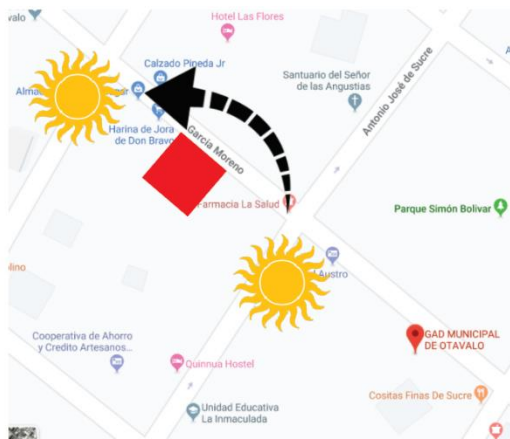 valo
Hotel Las Flores
Calzado Pineda Jr
Santuario del Señor
de las Angustias
Antonio José de Sucre
Harina de Jora
de Don Bravo
García Moreno
Farmacia La Salud
Parque Simón Bolivar
Austro
olino
GAD MUNICIPAL
DE OTAVALO
Cooperativa de Ahorro
y Credito Artesanos...
Quinnua Hostel
Cositas Finas De Sucre
Unidad Educativa
La Inmaculada